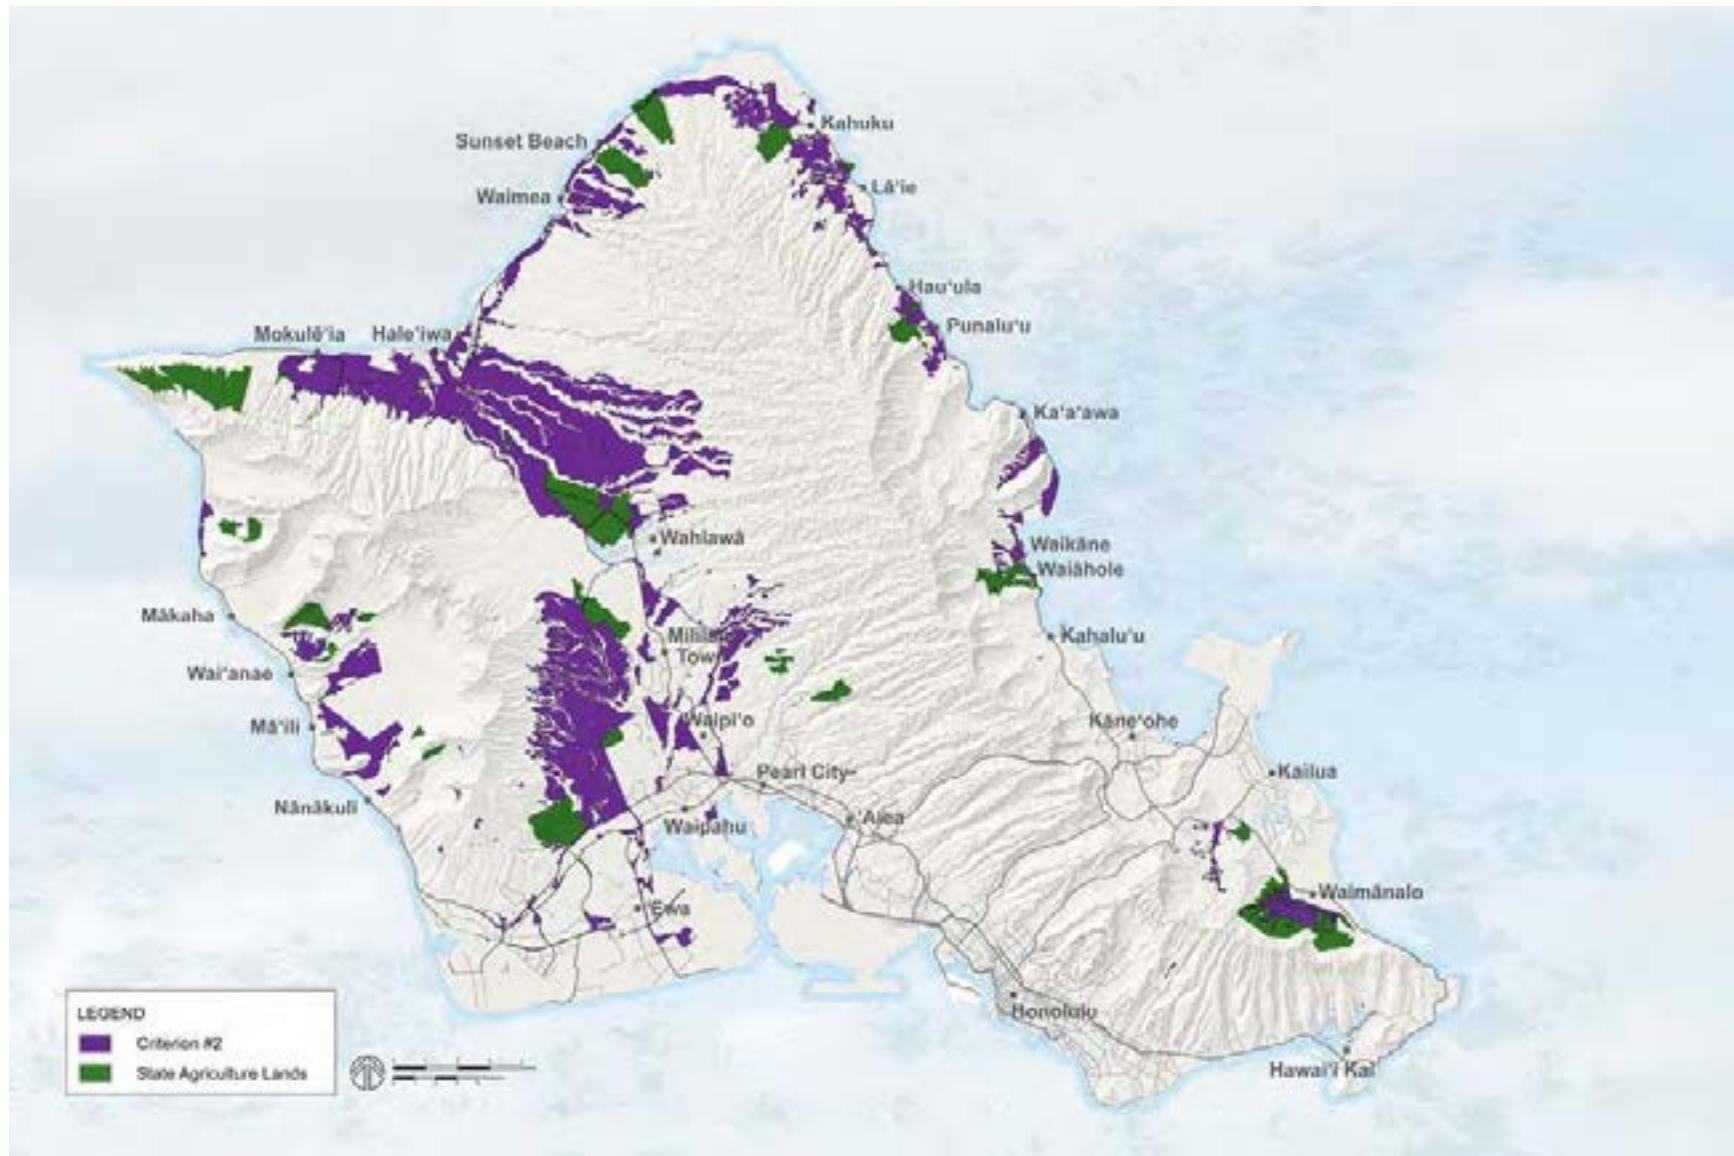 Kahuku
Sunset Beach
Lā‘ie
Waimea
Hau‘ula
Punalu‘u
Mokulē‘ia
Hale‘iwa
Ka‘a‘awa
Wahiawā
Waikāne
Waiāhole
Mākaha
Kahalu‘u
Mililani
Town
Wai‘anae
Mā‘ili
Waipi‘o
Kāne‘ohe
Pearl City
Kailua
Nānākuli
Waipahu
‘Aiea
Waimānalo
‘Ewa
Honolulu
Hawai‘i Kai
LEGEND
Criterion #2
State Agriculture Lands